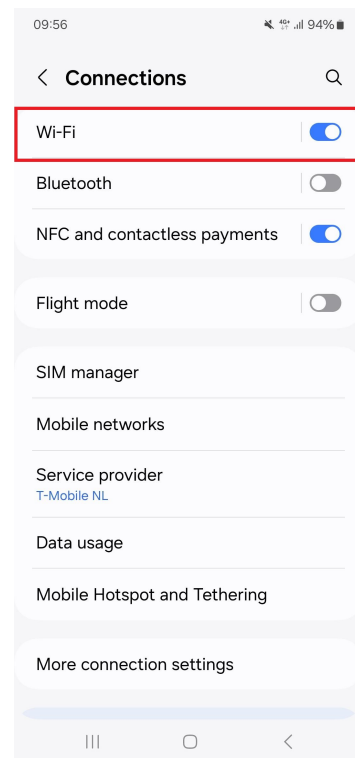 09:56
4G+ 94%
Connections
Wi-Fi
Bluetooth
NFC and contactless payments
Flight mode
SIM manager
Mobile networks
Service provider
T-Mobile NL
Data usage
Mobile Hotspot and Tethering
More connection settings